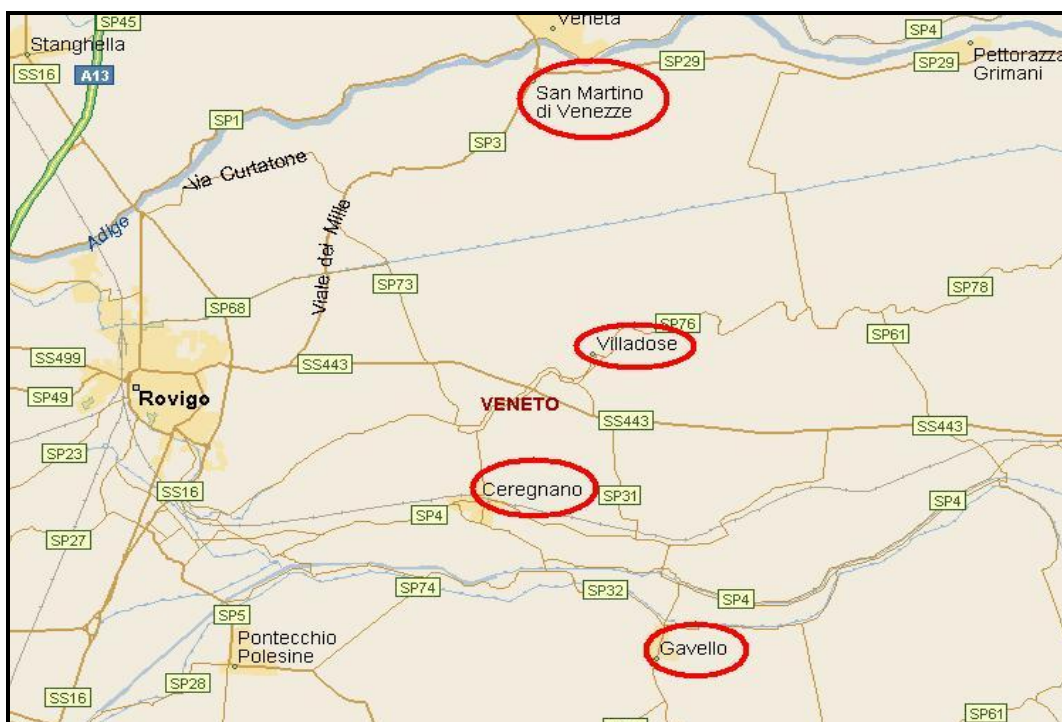 SP45
Veneta
SP4
Stanghella
SS16
A13
SP29
SP29
Pettorazza
Grimani
San Martino
di Venezze
SP1
SP3
Via Curtatone
Adige
Viale dei Mille
SP68
SP73
SP78
SP76
SP61
Villadose
SS499
SS443
SP49
Rovigo
VENETO
SS443
SS443
SP23
SS16
Ceregnano
SP31
SP4
SP4
SP27
SP74
SP32
SP4
SP5
Pontecchio
Polesine
Gavello
SP28
SS16
SP61